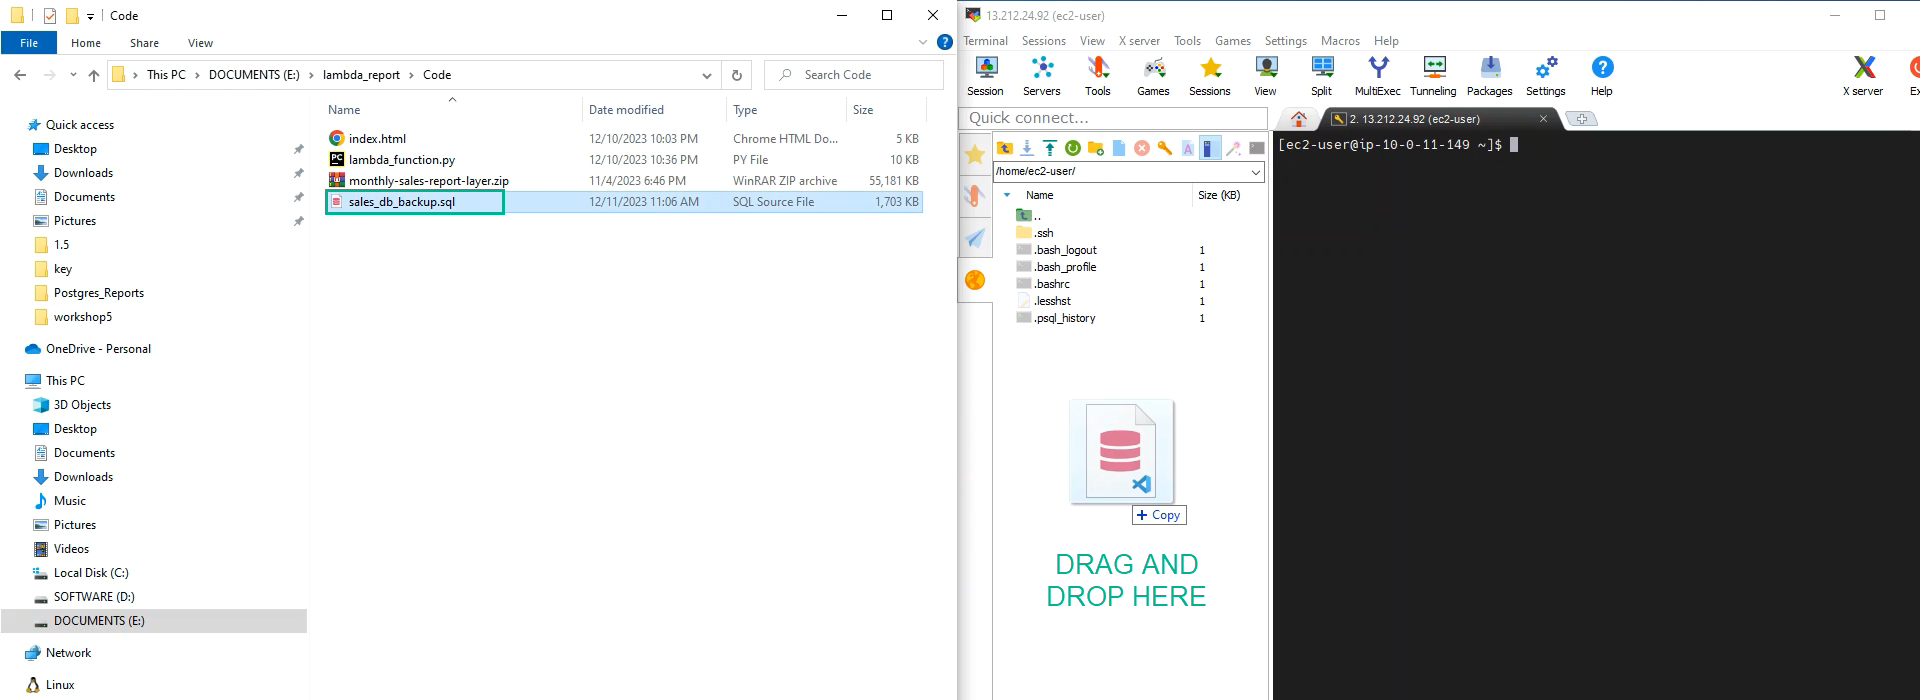 Code
File
Home
Share
View
This PC
DOCUMENTS (E:)
lambda_report
Code
Search Code
Quick access
Desktop
Downloads
Documents
Pictures
1.5
key
Postgres_Reports
workshop5
OneDrive - Personal
This PC
3D Objects
Desktop
Documents
Downloads
Music
Pictures
Videos
Local Disk (C:)
SOFTWARE (D:)
DOCUMENTS (E:)
Network
Linux
Name Date modified Type Size
index.html 12/10/2023 10:03 PM Chrome HTML Do... 5 KB
lambda_function.py 12/10/2023 10:36 PM PY File 10 KB
monthly-sales-report-layer.zip 11/4/2023 6:46 PM WinRAR ZIP archive 55,181 KB
sales_db_backup.sql 12/11/2023 11:06 AM SQL Source File 1,703 KB
13.212.24.92 (ec2-user)
Terminal Sessions View X server Tools Games Settings Macros Help
Session Servers Tools Games Sessions View Split MultiExec Tunneling Packages Settings Help X server Ex
Quick connect...
2. 13.212.24.92 (ec2-user)
/home/ec2-user/
Name Size (KB)
..
.ssh
.bash_logout 1
.bash_profile 1
.bashrc 1
.lesshst 1
.psql_history 1
+ Copy
DRAG AND
DROP HERE
[ec2-user@ip-10-0-11-149 ~]$